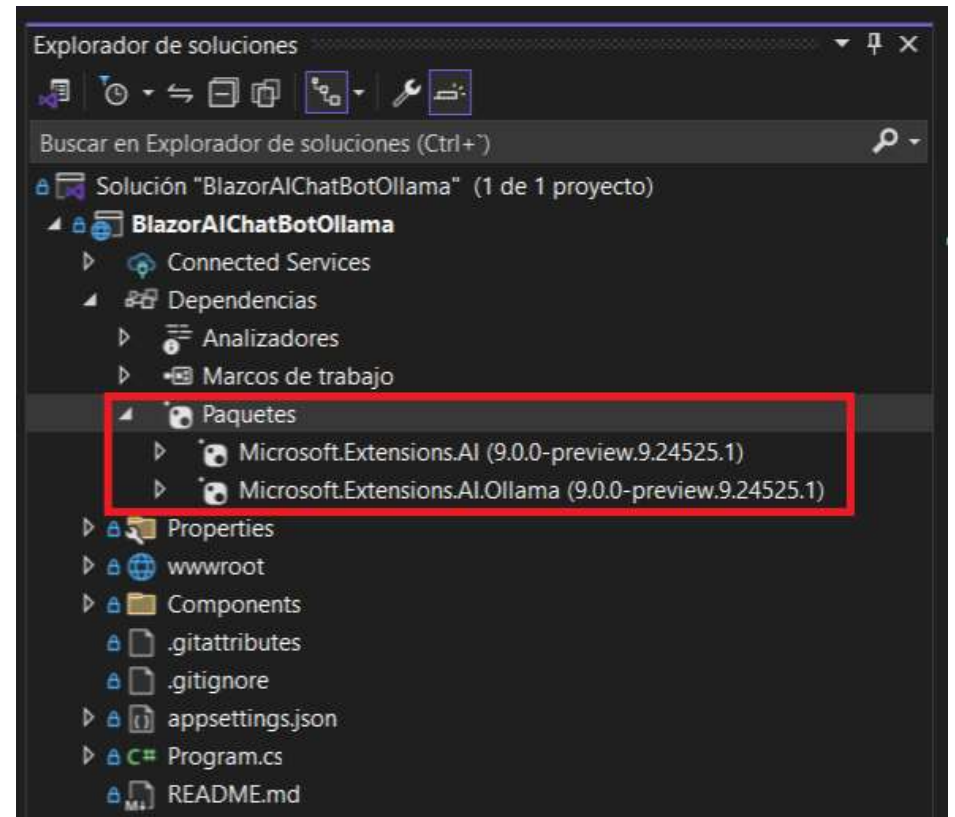 Explorador de soluciones
Buscar en Explorador de soluciones (Ctrl+`)
Solución "BlazorAIChatBotOllama" (1 de 1 proyecto)
BlazorAIChatBotOllama
Connected Services
Dependencias
Analizadores
Marcos de trabajo
Paquetes
Microsoft.Extensions.AI (9.0.0-preview.9.24525.1)
Microsoft.Extensions.AI.Ollama (9.0.0-preview.9.24525.1)
Properties
wwwroot
Components
.gitattributes
.gitignore
appsettings.json
C# Program.cs
M↓ README.md